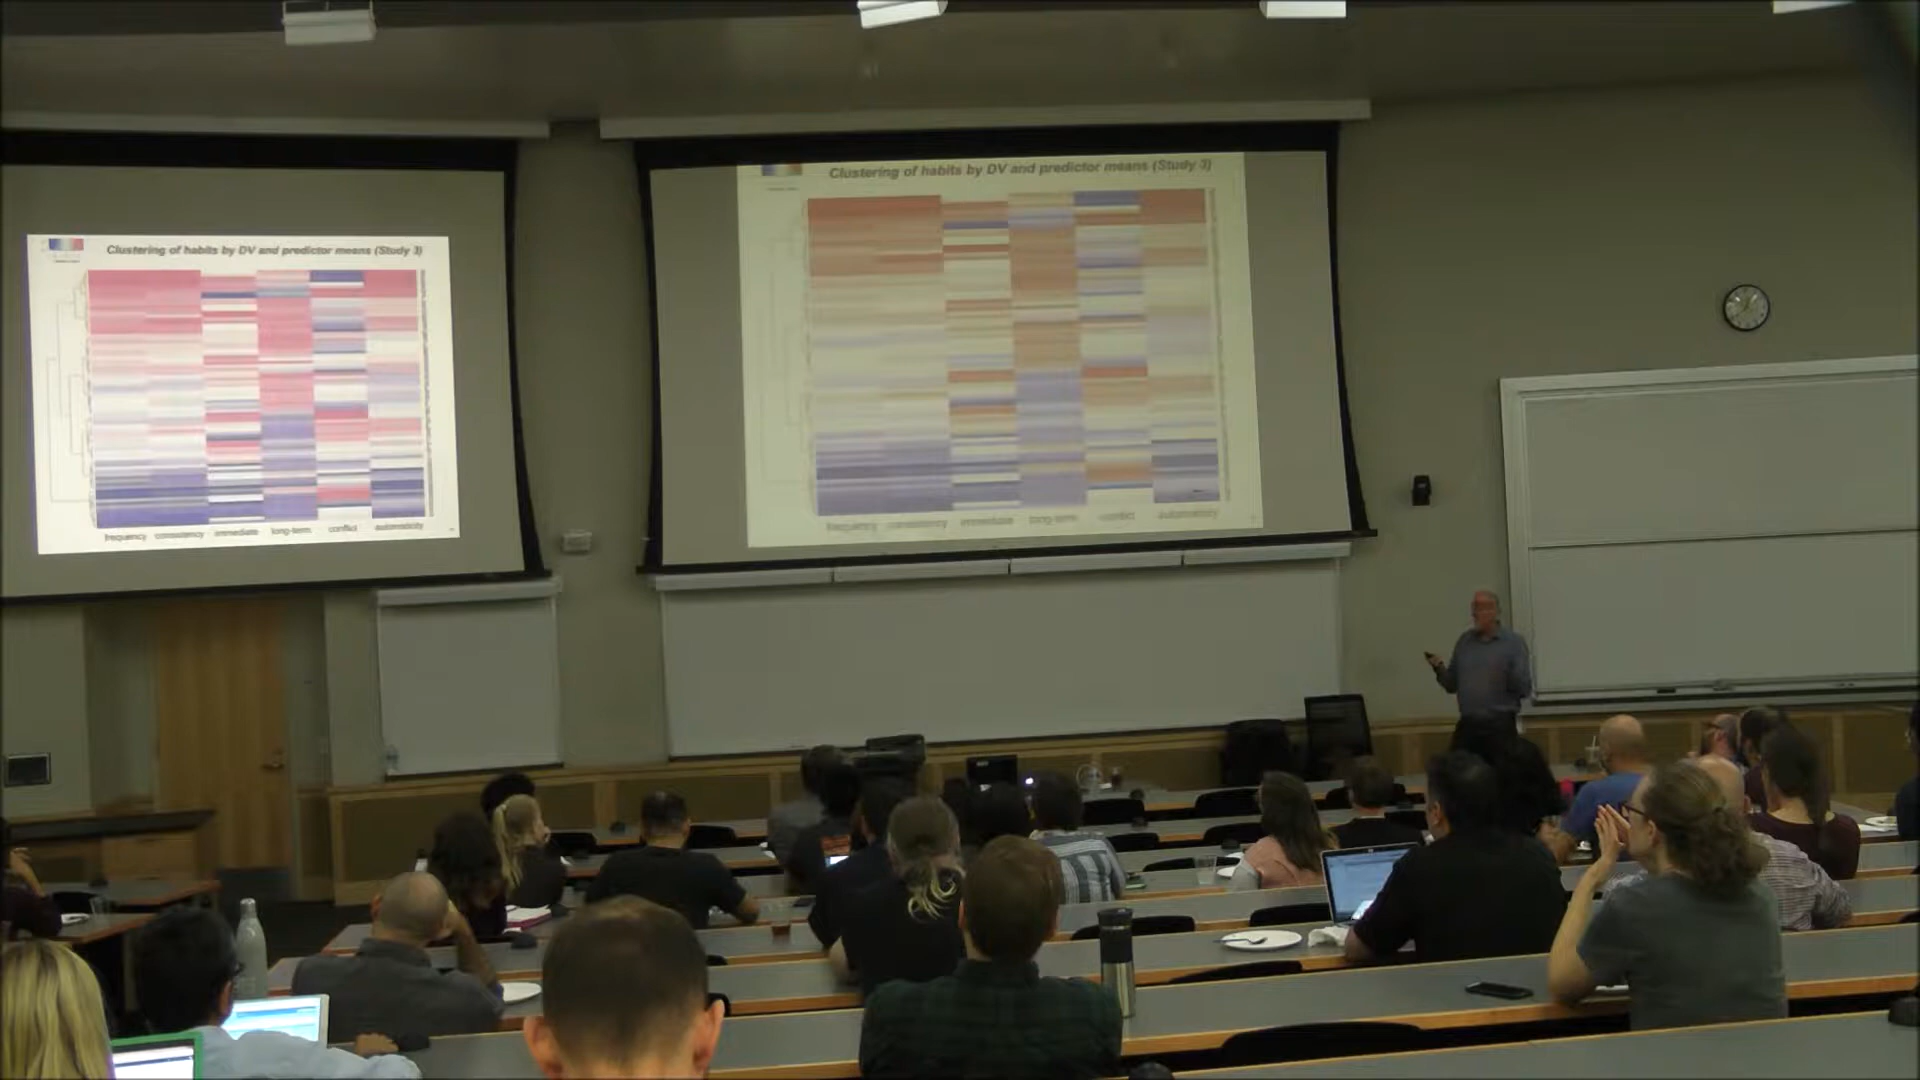 Clustering of habits by DV and predictor means (Study 3)
frequency consistency immediate long-term conflict automaticity
Clustering of habits by DV and predictor means (Study 3)
frequency consistency immediate long-term conflict automaticity